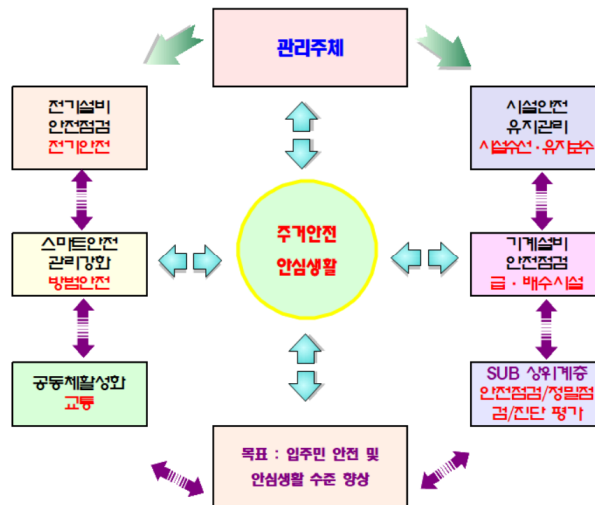 관리주체
전기설비
안전점검
전기안전
시설안전
유지관리
시설수선·유지보수
주거안전
안심생활
스마트안전
관리강화
방범안전
기계설비
안전점검
급·배수시설
공동체활성화
교통
SUB 상위계층
안전점검/정밀점
검/진단 평가
목표 : 입주민 안전 및
안심생활 수준 향상